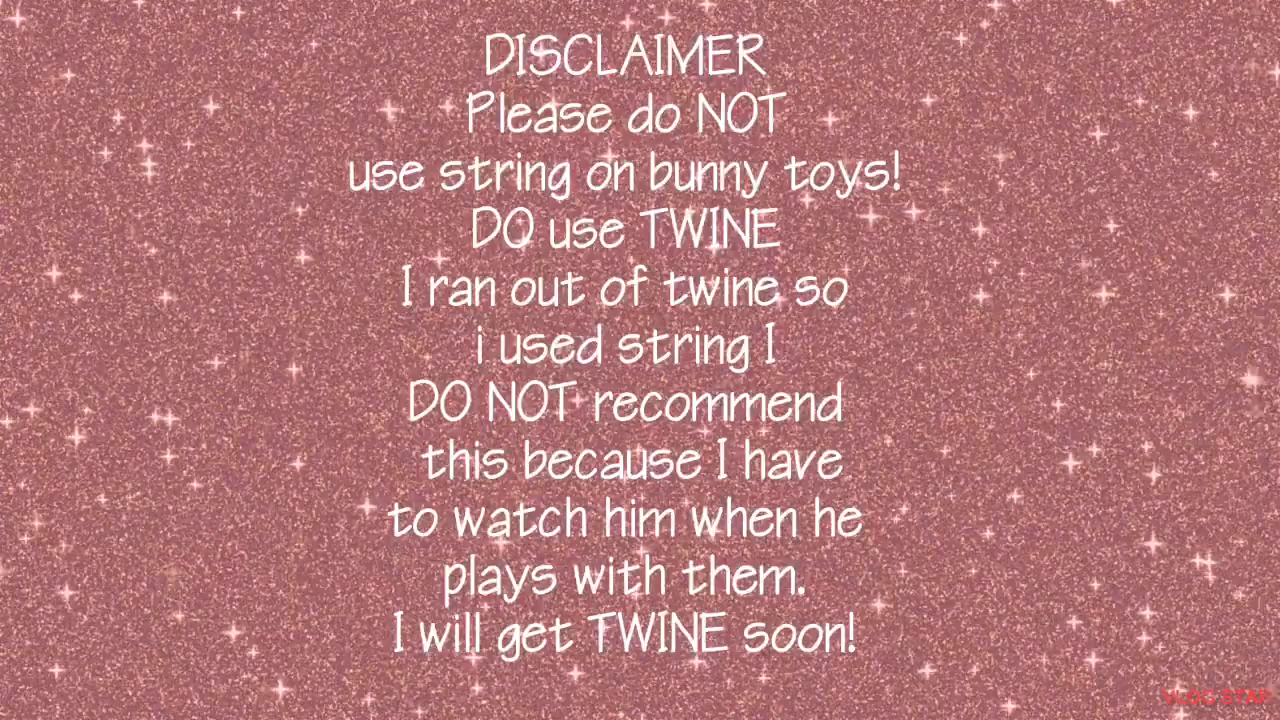 DISCLAIMER
Please do NOT
use string on bunny toys!
DO use TWINE
I ran out of twine so
i used string I
DO NOT recommend
this because I have
to watch him when he
plays with them.
I will get TWINE soon!
VLOG STAR